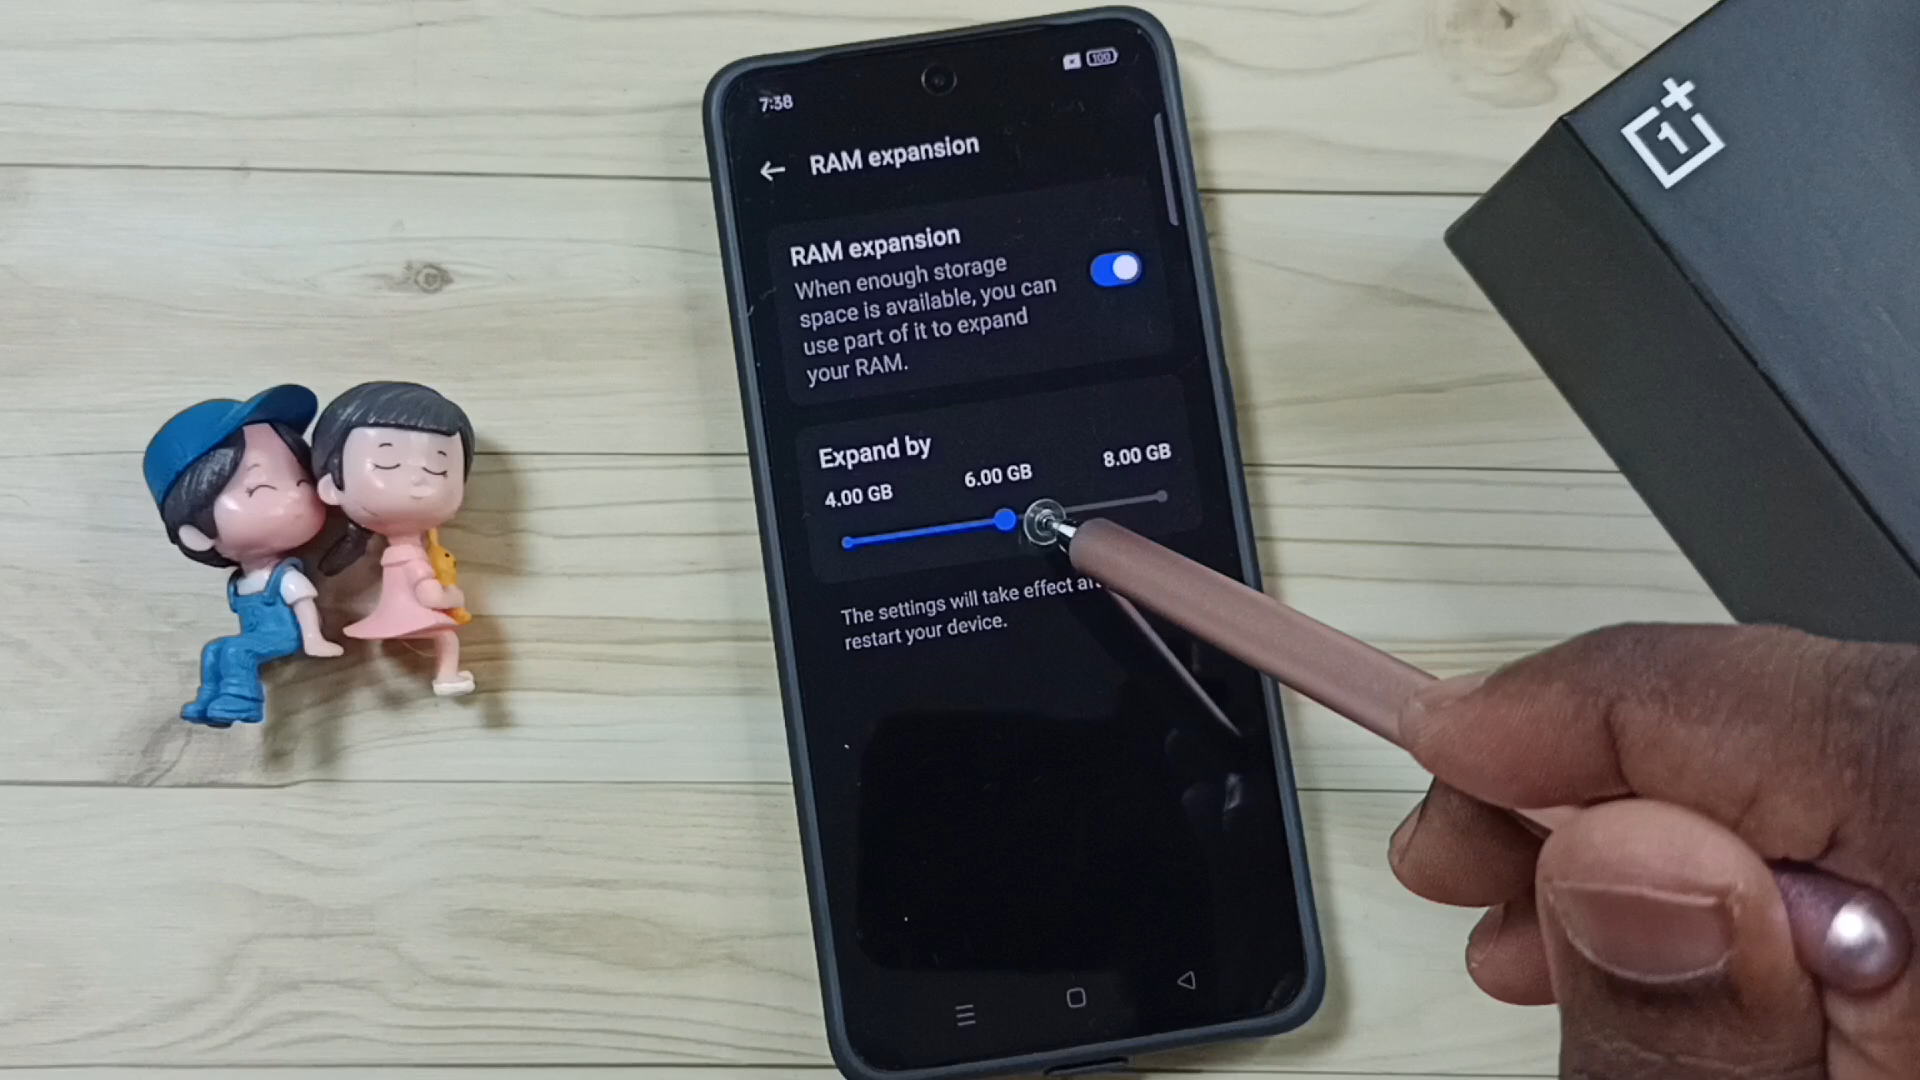 7:38
100
RAM expansion
RAM expansion
When enough storage
space is available, you can
use part of it to expand
your RAM.
Expand by
4.00 GB 6.00 GB 8.00 GB
The settings will take effect
restart your device.
1+